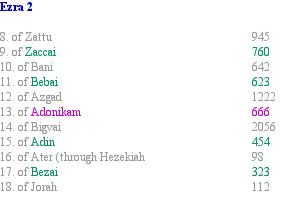 Ezra 2
8. of Zattu 945
9. of Zaccai 760
10. of Bani 642
11. of Bebai 623
12. of Azgad 1222
13. of Adonikam 666
14. of Bigvai 2056
15. of Adin 454
16. of Ater (through Hezekiah 98
17. of Bezai 323
18. of Jorah 112